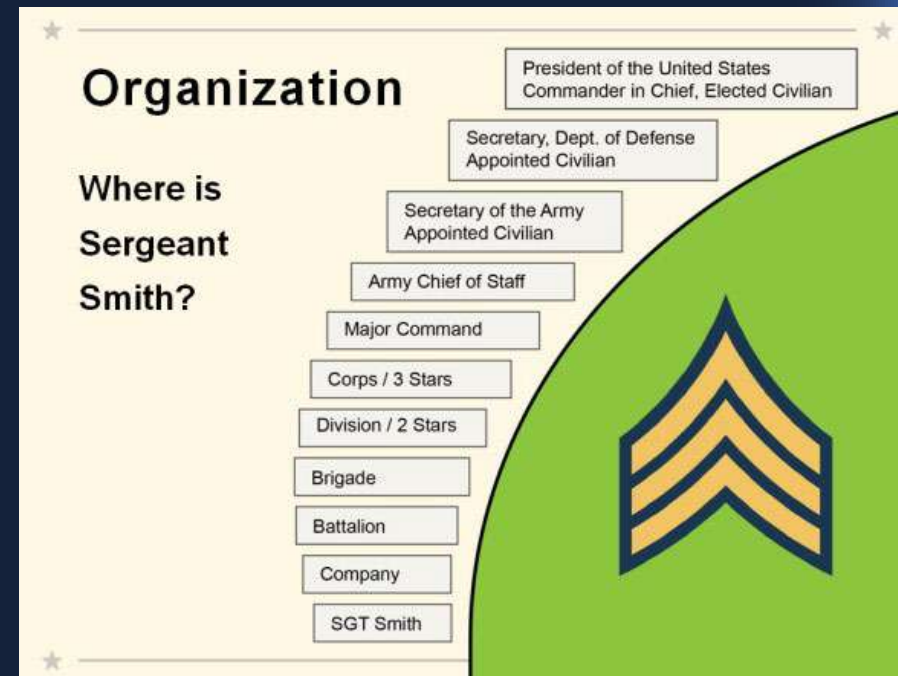 Organization
Where is
Sergeant
Smith?
President of the United States
Commander in Chief, Elected Civilian
Secretary, Dept. of Defense
Appointed Civilian
Secretary of the Army
Appointed Civilian
Army Chief of Staff
Major Command
Corps / 3 Stars
Division / 2 Stars
Brigade
Battalion
Company
SGT Smith